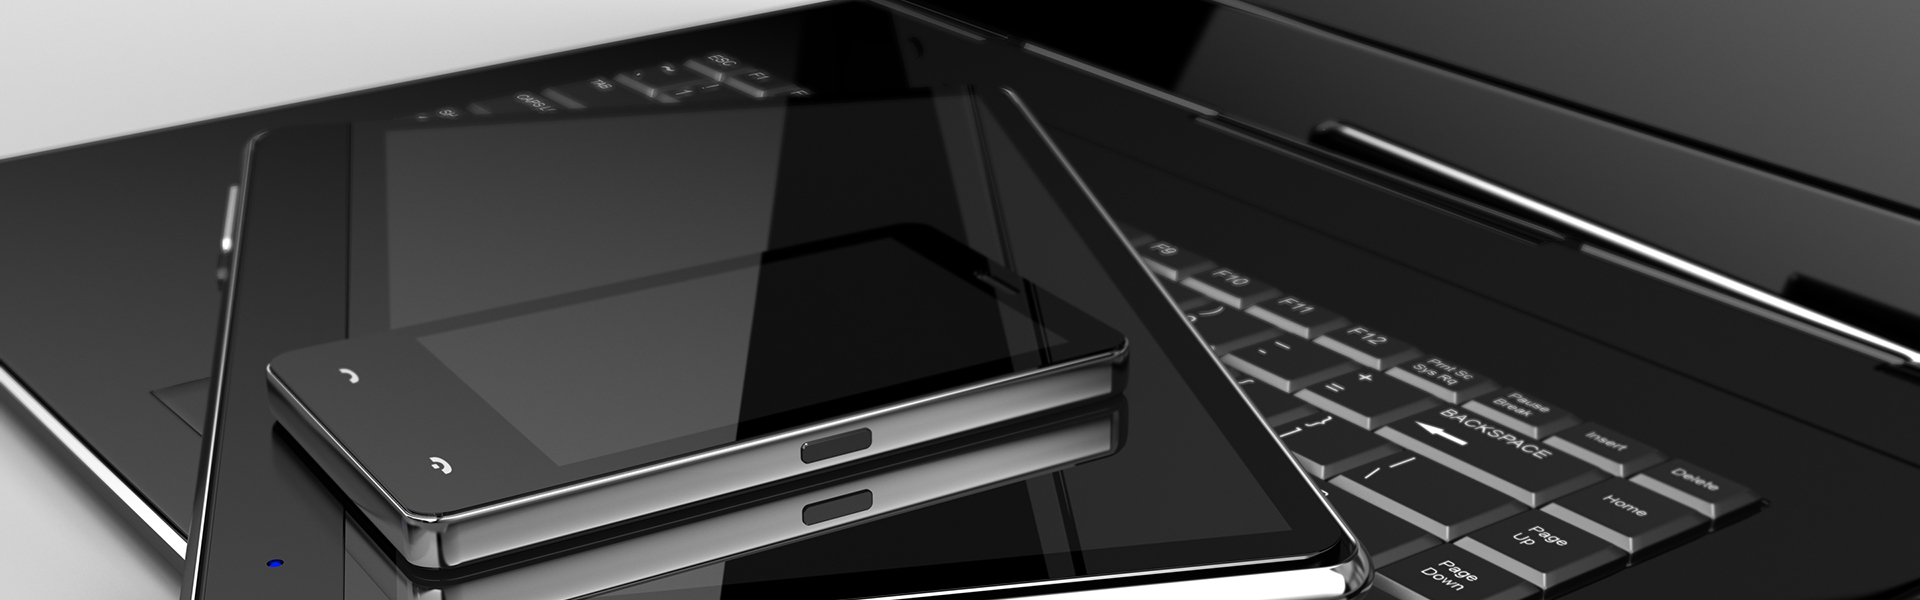 ESC
F1
~
!
1
TAB
F9
F10
F11
F12
Prnt Sc
Sys Rq
Pause
Break
Insert
Delete
)
-
+
=
BACKSPACE
Home
}
]
Page
Up
Page
Down